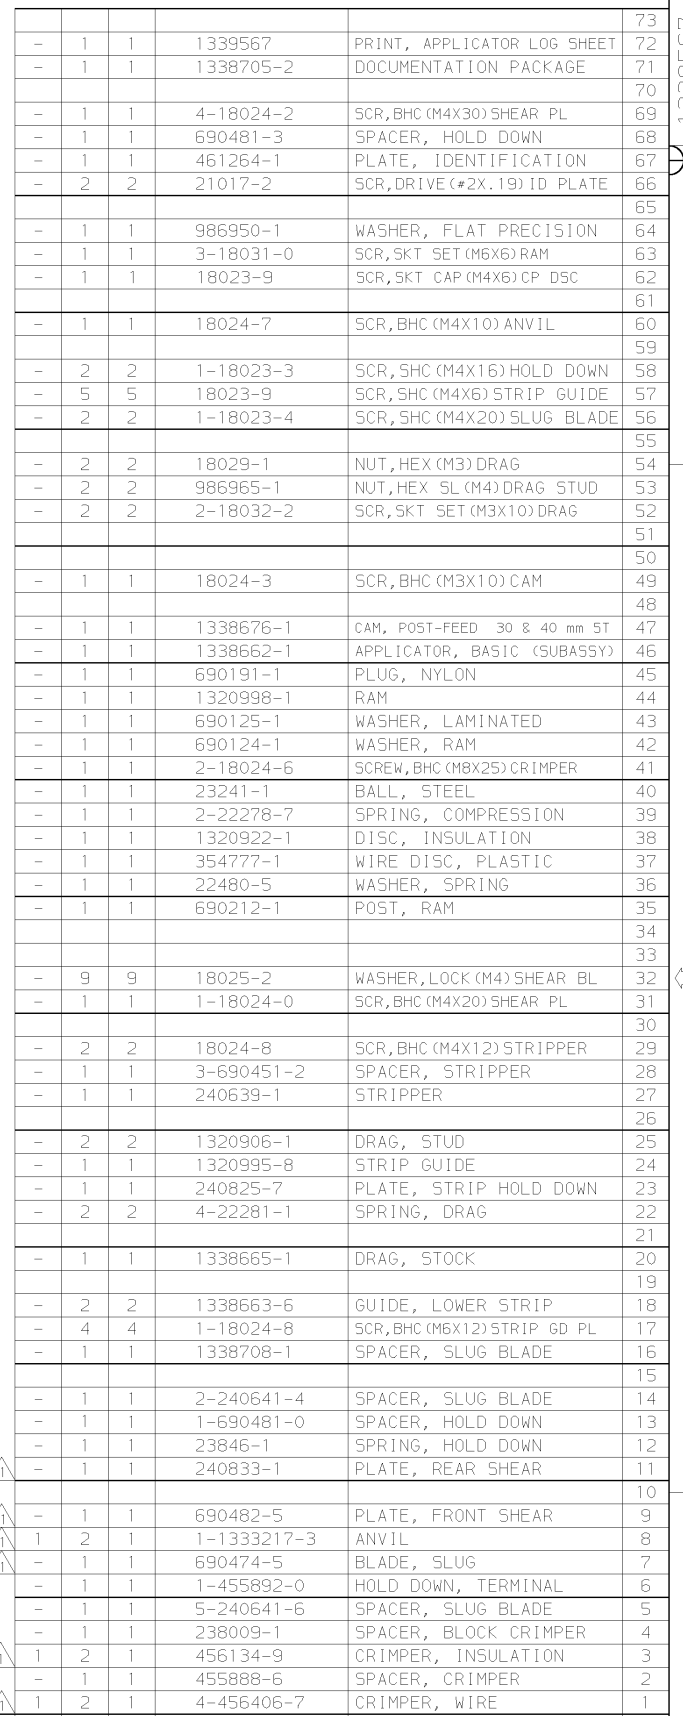 73
- 1 1 1339567 PRINT, APPLICATOR LOG SHEET 72
- 1 1 1338705-2 DOCUMENTATION PACKAGE 71
70
- 1 1 4-18024-2 SCR,BHC(M4X30)SHEAR PL 69
- 1 1 690481-3 SPACER, HOLD DOWN 68
- 1 1 461264-1 PLATE, IDENTIFICATION 67
- 2 2 21017-2 SCR,DRIVE(#2X.19)ID PLATE 66
65
- 1 1 986950-1 WASHER, FLAT PRECISION 64
- 1 1 3-18031-0 SCR,SKT SET(M6X6)RAM 63
- 1 1 18023-9 SCR,SKT CAP(M4X6)CP DSC 62
61
- 1 1 18024-7 SCR,BHC(M4X10)ANVIL 60
59
- 2 2 1-18023-3 SCR,SHC(M4X16)HOLD DOWN 58
- 5 5 18023-9 SCR,SHC(M4X6)STRIP GUIDE 57
- 2 2 1-18023-4 SCR,SHC(M4X20)SLUG BLADE 56
55
- 2 2 18029-1 NUT,HEX(M3)DRAG 54
- 2 2 986965-1 NUT,HEX SL(M4)DRAG STUD 53
- 2 2 2-18032-2 SCR,SKT SET(M3X10)DRAG 52
51
50
- 1 1 18024-3 SCR,BHC(M3X10)CAM 49
48
- 1 1 1338676-1 CAM, POST-FEED 30 & 40 mm ST 47
- 1 1 1338662-1 APPLICATOR, BASIC (SUBASSY) 46
- 1 1 690191-1 PLUG, NYLON 45
- 1 1 1320998-1 RAM 44
- 1 1 690125-1 WASHER, LAMINATED 43
- 1 1 690124-1 WASHER, RAM 42
- 1 1 2-18024-6 SCREW,BHC(M8X25)CRIMPER 41
- 1 1 23241-1 BALL, STEEL 40
- 1 1 2-22278-7 SPRING, COMPRESSION 39
- 1 1 1320922-1 DISC, INSULATION 38
- 1 1 354777-1 WIRE DISC, PLASTIC 37
- 1 1 22480-5 WASHER, SPRING 36
- 1 1 690212-1 POST, RAM 35
34
33
- 9 9 18025-2 WASHER,LOCK(M4)SHEAR BL 32
- 1 1 1-18024-0 SCR,BHC(M4X20)SHEAR PL 31
30
- 2 2 18024-8 SCR,BHC(M4X12)STRIPPER 29
- 1 1 3-690451-2 SPACER, STRIPPER 28
- 1 1 240639-1 STRIPPER 27
26
- 2 2 1320906-1 DRAG, STUD 25
- 1 1 1320995-8 STRIP GUIDE 24
- 1 1 240825-7 PLATE, STRIP HOLD DOWN 23
- 2 2 4-22281-1 SPRING, DRAG 22
21
- 1 1 1338665-1 DRAG, STOCK 20
19
- 2 2 1338663-6 GUIDE, LOWER STRIP 18
- 4 4 1-18024-8 SCR,BHC(M6X12)STRIP GD PL 17
- 1 1 1338708-1 SPACER, SLUG BLADE 16
15
- 1 1 2-240641-4 SPACER, SLUG BLADE 14
- 1 1 1-690481-0 SPACER, HOLD DOWN 13
- 1 1 23846-1 SPRING, HOLD DOWN 12
1 - 1 1 240833-1 PLATE, REAR SHEAR 11
10
1 - 1 1 690482-5 PLATE, FRONT SHEAR 9
1 1 2 1 1-1333217-3 ANVIL 8
1 - 1 1 690474-5 BLADE, SLUG 7
- 1 1 1-455892-0 HOLD DOWN, TERMINAL 6
- 1 1 5-240641-6 SPACER, SLUG BLADE 5
- 1 1 238009-1 SPACER, BLOCK CRIMPER 4
1 1 2 1 456134-9 CRIMPER, INSULATION 3
- 1 1 455888-6 SPACER, CRIMPER 2
1 1 2 1 4-456406-7 CRIMPER, WIRE 1